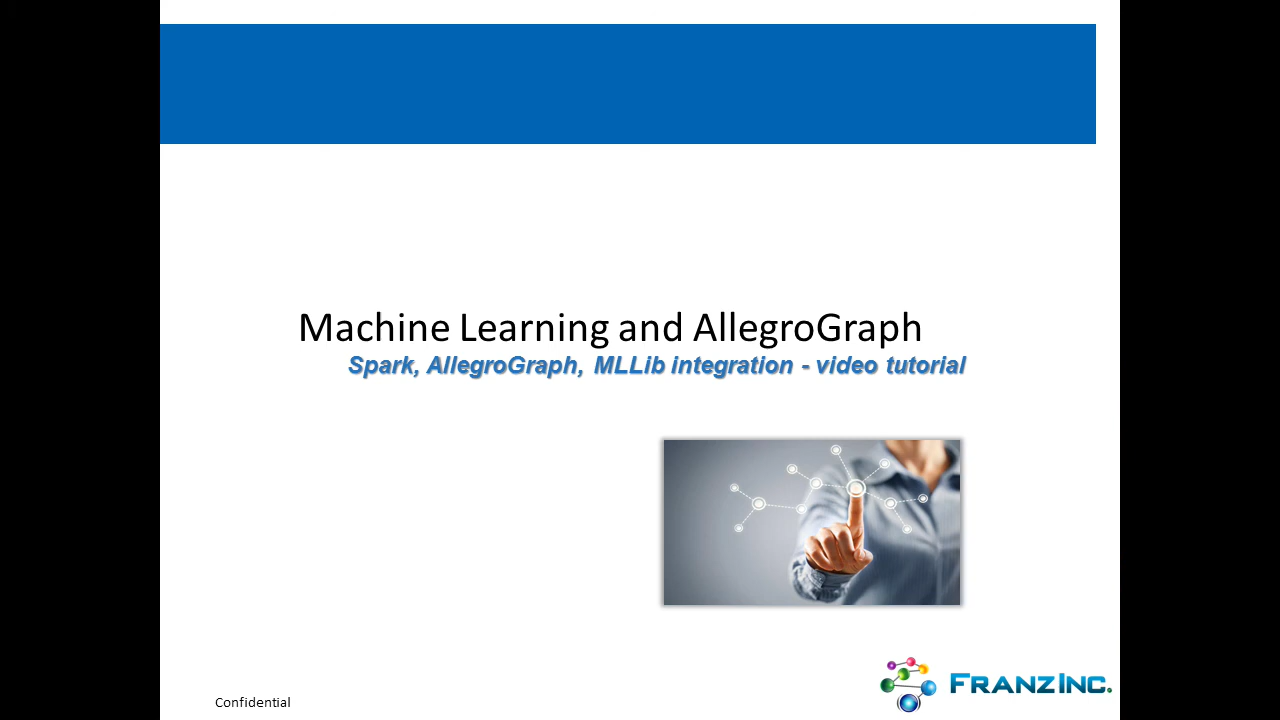 Machine Learning and AllegroGraph
Spark, AllegroGraph, MLLib integration - video tutorial
Confidential
FRANZINC.